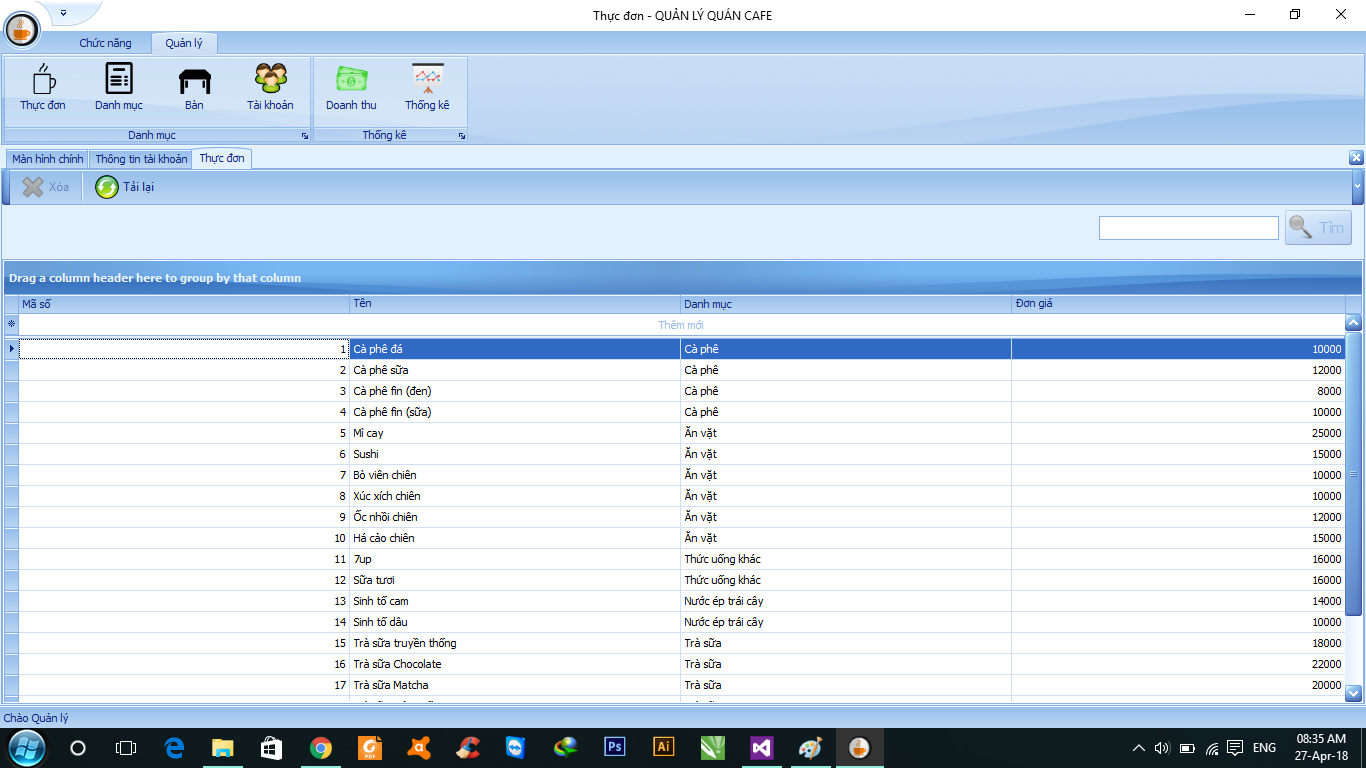 Thực đơn - QUẢN LÝ QUÁN CAFE
Chức năng Quản lý
Thực đơn Danh mục Bàn Tài khoản Doanh thu Thống kê
Danh mục Thống kê
Màn hình chính Thông tin tài khoản Thực đơn
Xóa Tải lại
Tìm
Drag a column header here to group by that column
Mã số Tên Danh mục Đơn giá
Thêm mới
1 Cà phê đá Cà phê 10000
2 Cà phê sữa Cà phê 12000
3 Cà phê fin (đen) Cà phê 8000
4 Cà phê fin (sữa) Cà phê 10000
5 Mì cay Ăn vặt 25000
6 Sushi Ăn vặt 15000
7 Bò viên chiên Ăn vặt 10000
8 Xúc xích chiên Ăn vặt 10000
9 Ốc nhồi chiên Ăn vặt 12000
10 Há cảo chiên Ăn vặt 15000
11 7up Thức uống khác 16000
12 Sữa tươi Thức uống khác 16000
13 Sinh tố cam Nước ép trái cây 14000
14 Sinh tố dâu Nước ép trái cây 10000
15 Trà sữa truyền thống Trà sữa 18000
16 Trà sữa Chocolate Trà sữa 22000
17 Trà sữa Matcha Trà sữa 20000
Chào Quản lý
PDF Ps Ai ENG 08:35 AM
27-Apr-18